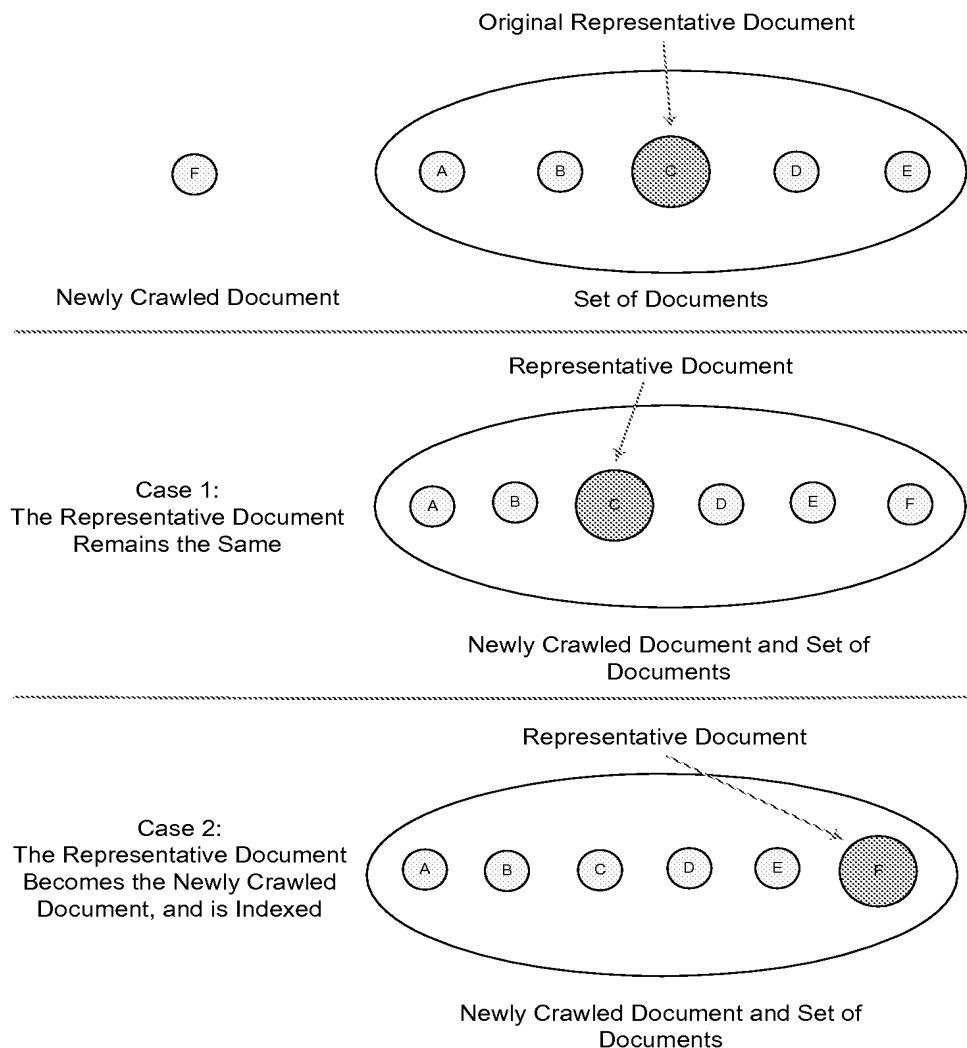 Original Representative Document
F
A
B
C
D
E
Newly Crawled Document
Set of Documents
Representative Document
Case 1:
The Representative Document
Remains the Same
A
B
C
D
E
F
Newly Crawled Document and Set of
Documents
Representative Document
Case 2:
The Representative Document
Becomes the Newly Crawled
Document, and is Indexed
A
B
C
D
E
F
Newly Crawled Document and Set of
Documents